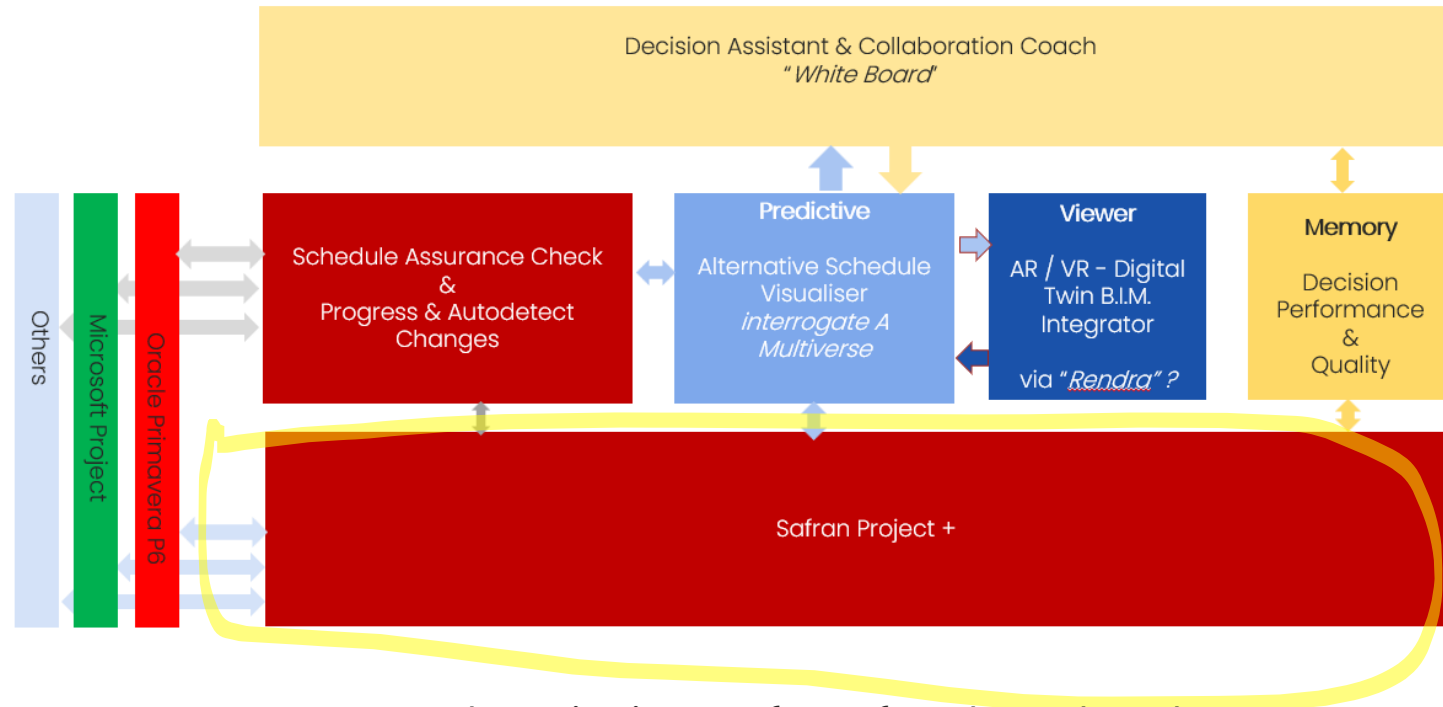 Decision Assistant & Collaboration Coach
“White Board”
Others
Microsoft Project
Oracle Primavera P6
Schedule Assurance Check
&
Progress & Autodetect
Changes
Predictive
Alternative Schedule
Visualiser
interrogate A
Multiverse
Viewer
AR / VR - Digital
Twin B.I.M.
Integrator
via “Rendra” ?
Memory
Decision
Performance
&
Quality
Safran Project +